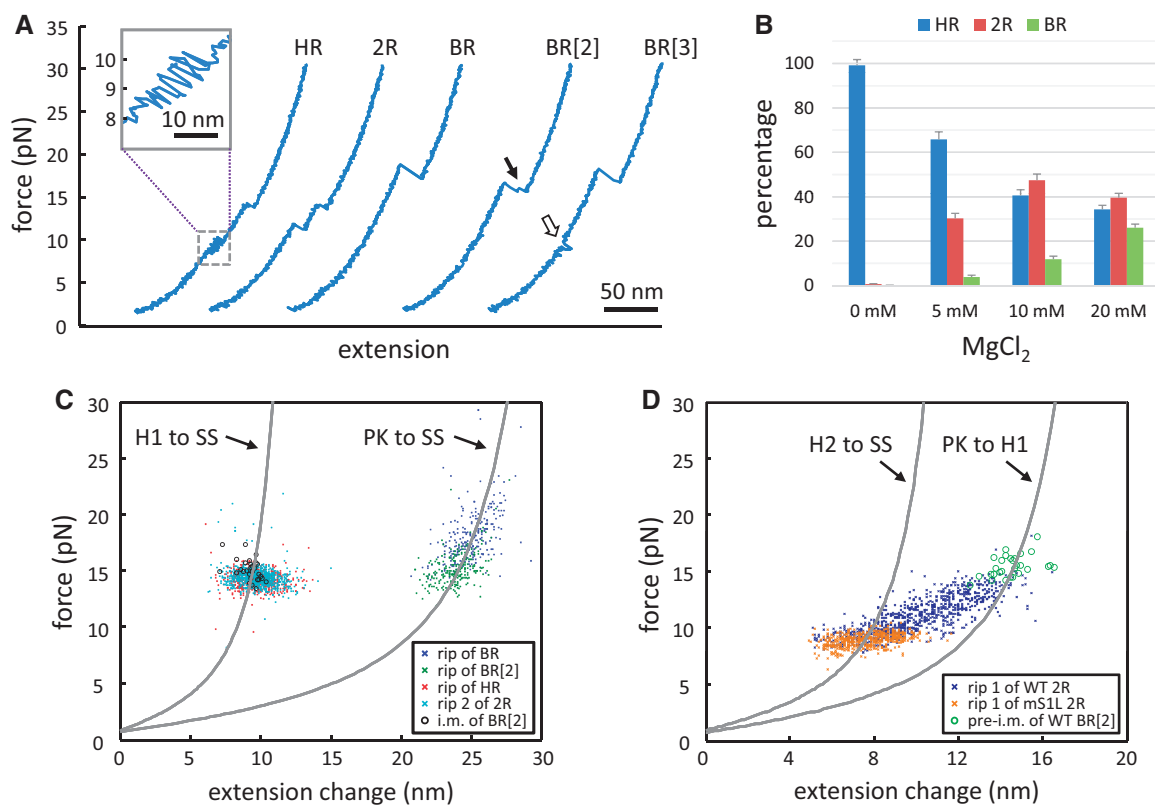 A
35
30
25
20
15
10
5
0
force (pN)
10
9
8
10 nm
HR
2R
BR
BR[2]
BR[3]
50 nm
extension
B
HR 2R BR
100
80
60
40
20
0
percentage
0 mM 5 mM 10 mM 20 mM
MgCl2
C
30
25
20
15
10
5
0
force (pN)
H1 to SS
PK to SS
rip of BR
rip of BR[2]
rip of HR
rip 2 of 2R
i.m. of BR[2]
0 5 10 15 20 25 30
extension change (nm)
D
30
25
20
15
10
5
0
force (pN)
H2 to SS
PK to H1
rip 1 of WT 2R
rip 1 of mS1L 2R
pre-i.m. of WT BR[2]
0 4 8 12 16 20
extension change (nm)